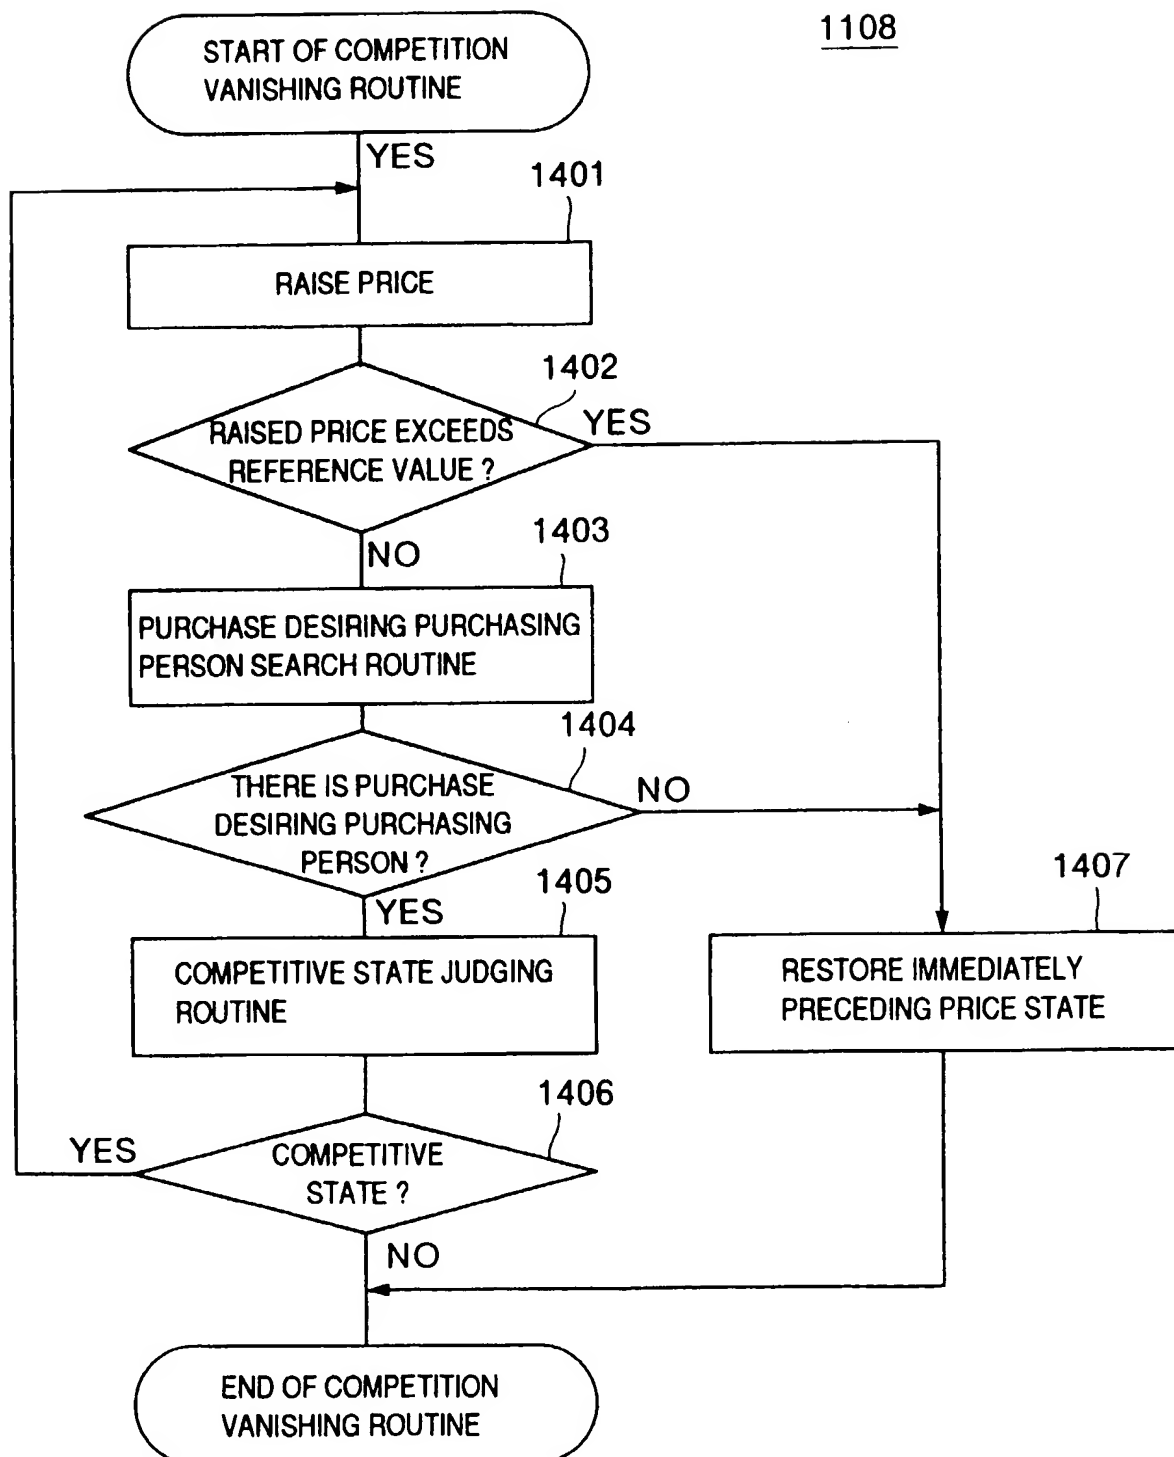 1108
START OF COMPETITION
VANISHING ROUTINE
YES
1401
RAISE PRICE
1402
RAISED PRICE EXCEEDS
REFERENCE VALUE ?
YES
NO
1403
PURCHASE DESIRING PURCHASING
PERSON SEARCH ROUTINE
1404
THERE IS PURCHASE
DESIRING PURCHASING
PERSON ?
NO
YES
1405
COMPETITIVE STATE JUDGING
ROUTINE
1407
RESTORE IMMEDIATELY
PRECEDING PRICE STATE
1406
COMPETITIVE
STATE ?
YES
NO
END OF COMPETITION
VANISHING ROUTINE